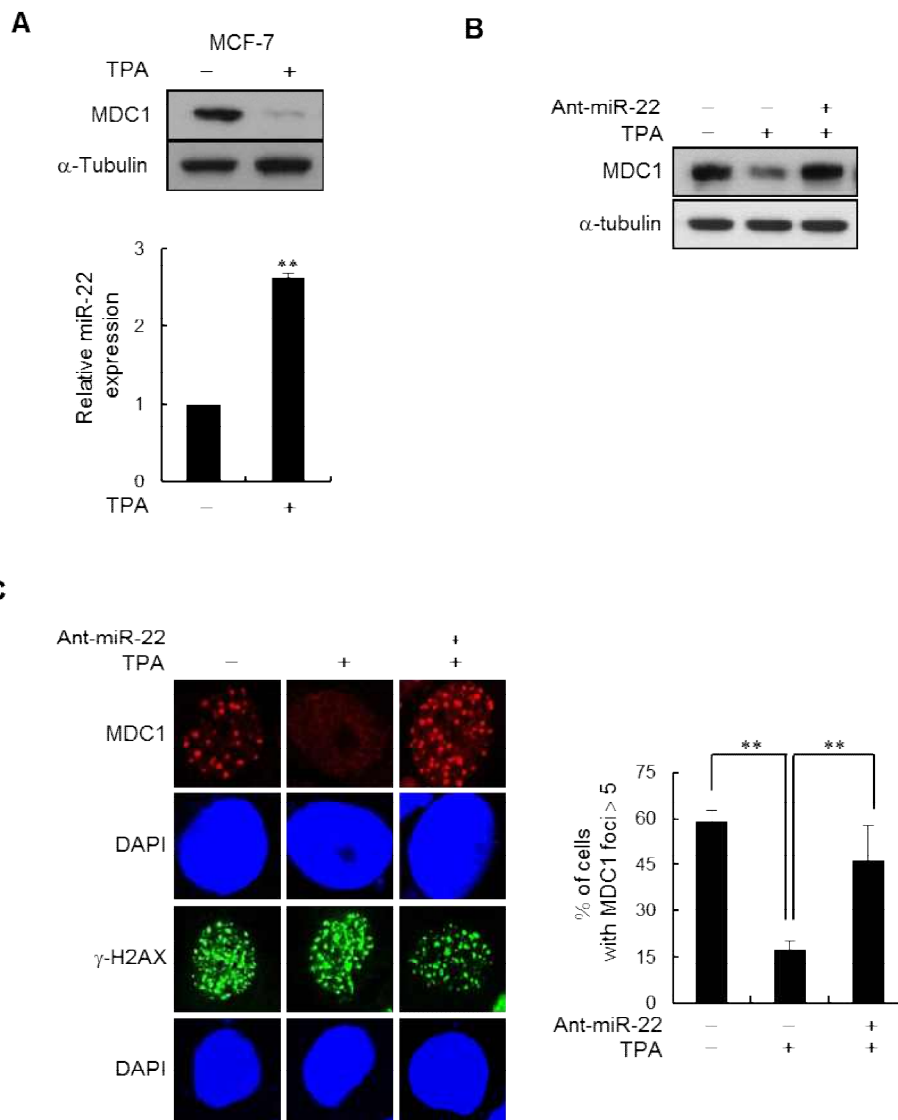 A
MCF-7
TPA – +
MDC1
α-Tubulin
3
2
1
0
Relative miR-22
expression
**
TPA – +
B
Ant-miR-22 – – +
TPA – + +
MDC1
α-tubulin
C
Ant-miR-22 +
TPA – + +
MDC1
DAPI
γ-H2AX
DAPI
** **
75
60
45
30
15
0
% of cells
with MDC1 foci > 5
Ant-miR-22 – – +
TPA – + +